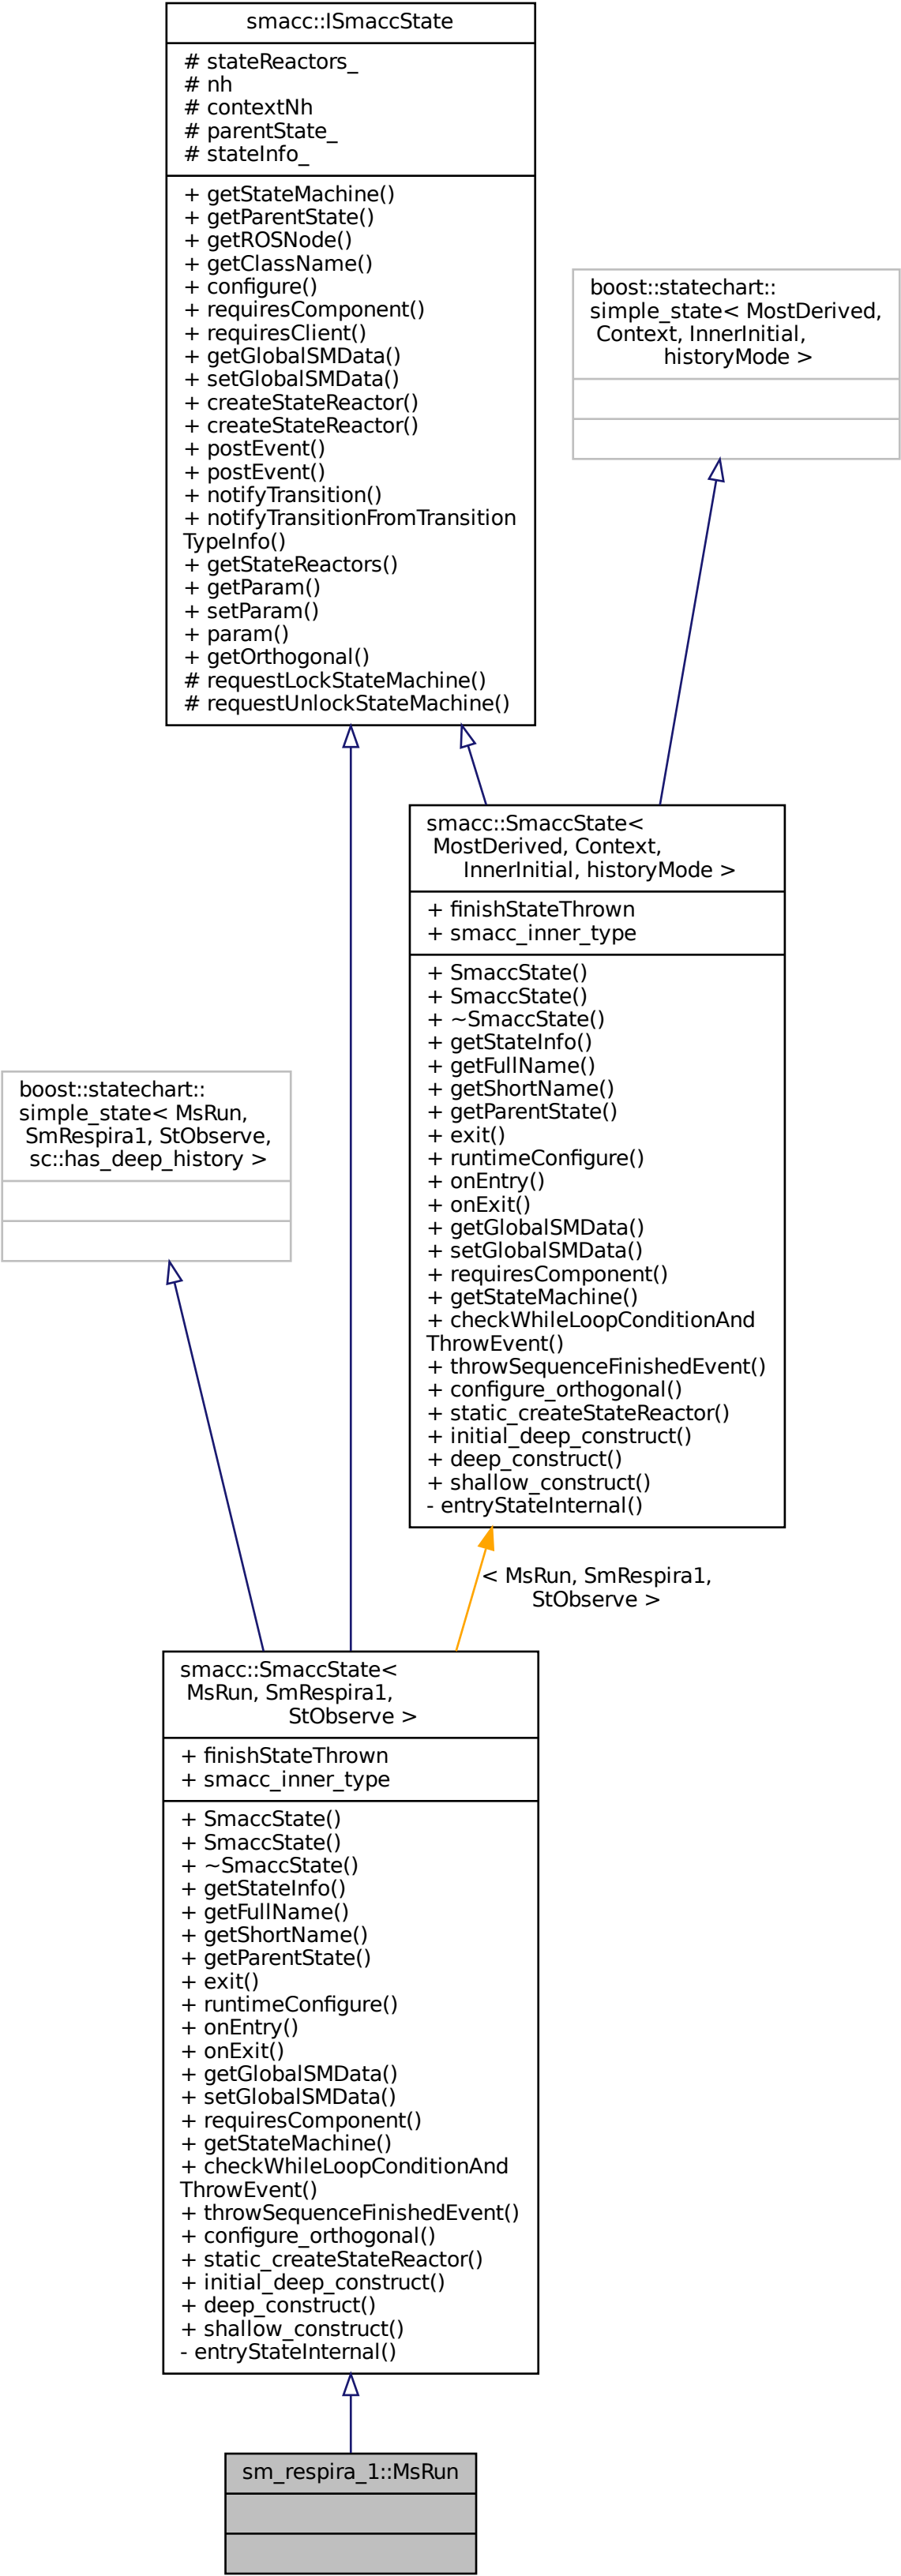 smacc::ISmaccState
# stateReactors_
# nh
# contextNh
# parentState_
# stateInfo_
+ getStateMachine()
+ getParentState()
+ getROSNode()
+ getClassName()
+ configure()
+ requiresComponent()
+ requiresClient()
+ getGlobalSMData()
+ setGlobalSMData()
+ createStateReactor()
+ createStateReactor()
+ postEvent()
+ postEvent()
+ notifyTransition()
+ notifyTransitionFromTransition
TypeInfo()
+ getStateReactors()
+ getParam()
+ setParam()
+ param()
+ getOrthogonal()
# requestLockStateMachine()
# requestUnlockStateMachine()
boost::statechart::
simple_state< MostDerived,
Context, InnerInitial,
historyMode >
smacc::SmaccState<
MostDerived, Context,
InnerInitial, historyMode >
+ finishStateThrown
+ smacc_inner_type
+ SmaccState()
+ SmaccState()
+ ~SmaccState()
+ getStateInfo()
+ getFullName()
+ getShortName()
+ getParentState()
+ exit()
+ runtimeConfigure()
+ onEntry()
+ onExit()
+ getGlobalSMData()
+ setGlobalSMData()
+ requiresComponent()
+ getStateMachine()
+ checkWhileLoopConditionAnd
ThrowEvent()
+ throwSequenceFinishedEvent()
+ configure_orthogonal()
+ static_createStateReactor()
+ initial_deep_construct()
+ deep_construct()
+ shallow_construct()
- entryStateInternal()
boost::statechart::
simple_state< MsRun,
SmRespira1, StObserve,
sc::has_deep_history >
< MsRun, SmRespira1,
StObserve >
smacc::SmaccState<
MsRun, SmRespira1,
StObserve >
+ finishStateThrown
+ smacc_inner_type
+ SmaccState()
+ SmaccState()
+ ~SmaccState()
+ getStateInfo()
+ getFullName()
+ getShortName()
+ getParentState()
+ exit()
+ runtimeConfigure()
+ onEntry()
+ onExit()
+ getGlobalSMData()
+ setGlobalSMData()
+ requiresComponent()
+ getStateMachine()
+ checkWhileLoopConditionAnd
ThrowEvent()
+ throwSequenceFinishedEvent()
+ configure_orthogonal()
+ static_createStateReactor()
+ initial_deep_construct()
+ deep_construct()
+ shallow_construct()
- entryStateInternal()
sm_respira_1::MsRun